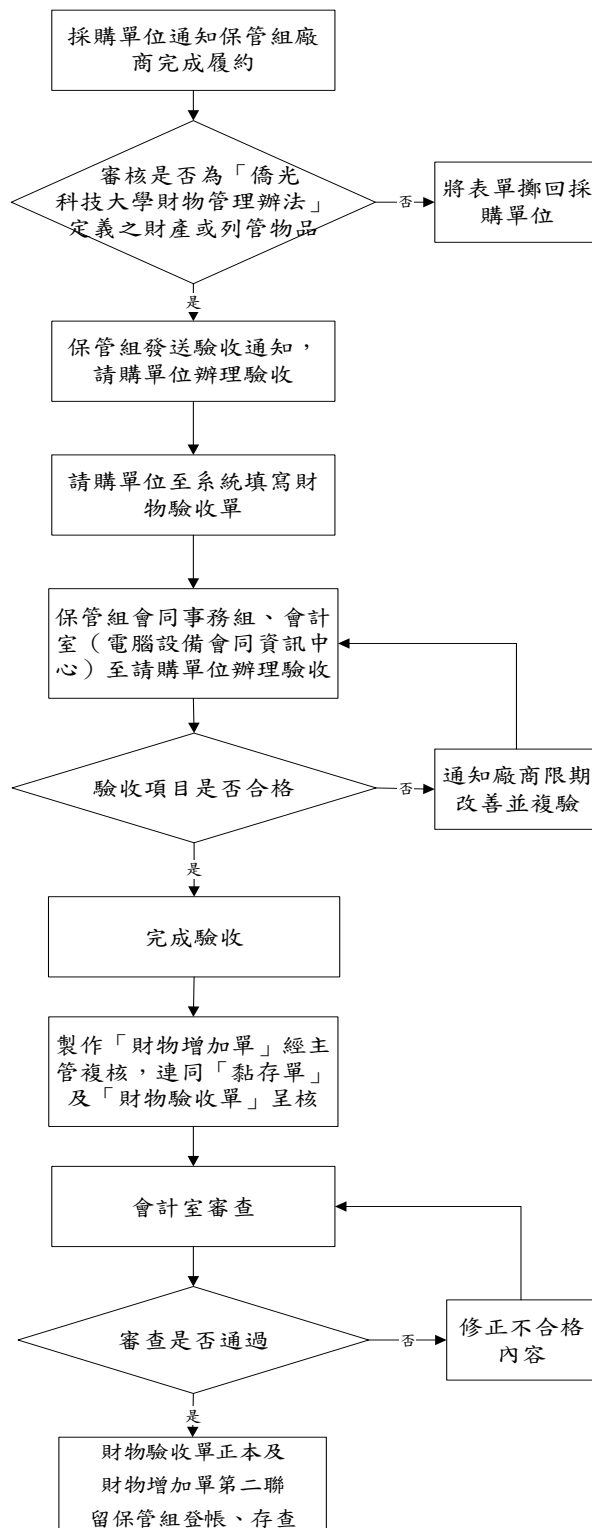 採購單位通知保管組廠
商完成履約
審核是否為「僑光
科技大學財物管理辦法」
定義之財產或列管物品
否
將表單擲回採
購單位
是
保管組發送驗收通知，
請購單位辦理驗收
請購單位至系統填寫財
物驗收單
保管組會同事務組、會計
室（電腦設備會同資訊中
心）至請購單位辦理驗收
驗收項目是否合格
否
通知廠商限期
改善並複驗
是
完成驗收
製作「財物增加單」經主
管複核，連同「黏存單」
及「財物驗收單」呈核
會計室審查
審查是否通過
否
修正不合格
內容
是
財物驗收單正本及
財物增加單第二聯
留保管組登帳、存查